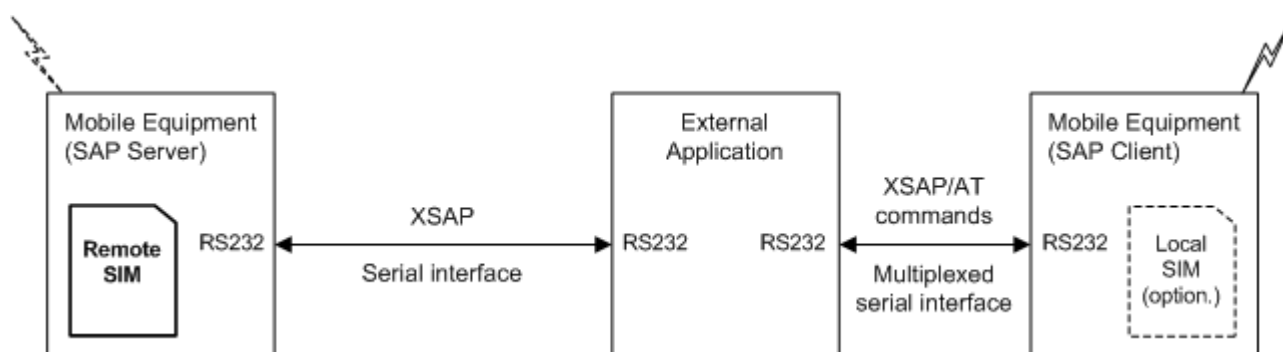 Mobile Equipment
(SAP Server)
Remote
SIM
RS232
XSAP
Serial interface
External
Application
RS232
RS232
XSAP/AT
commands
Multiplexed
serial interface
Mobile Equipment
(SAP Client)
RS232
Local
SIM
(option.)